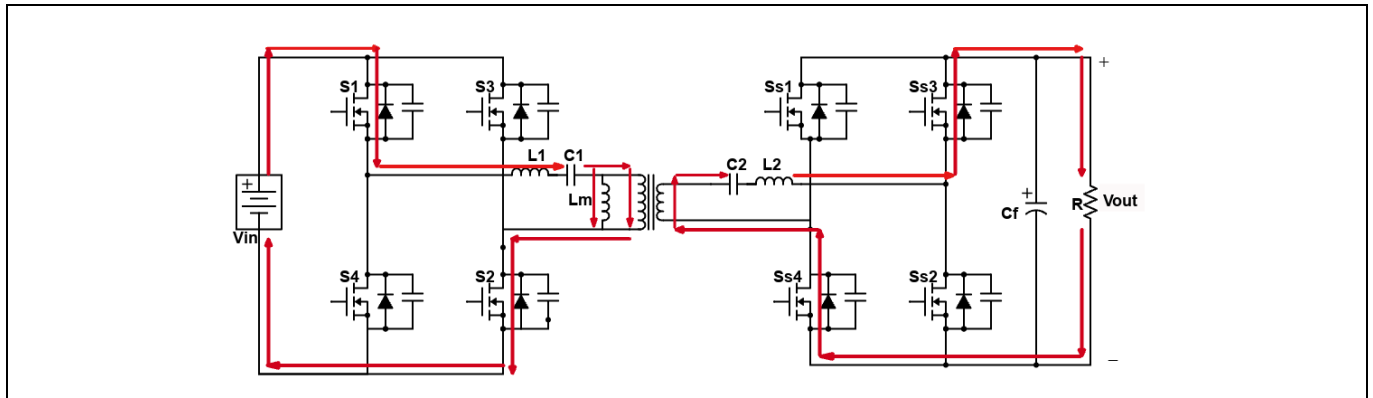 S1 S3 Ss1 Ss3 +
L1 C1 C2 L2
+ Lm + R Vout
Cf
Vin
S4 S2 Ss4 Ss2
−